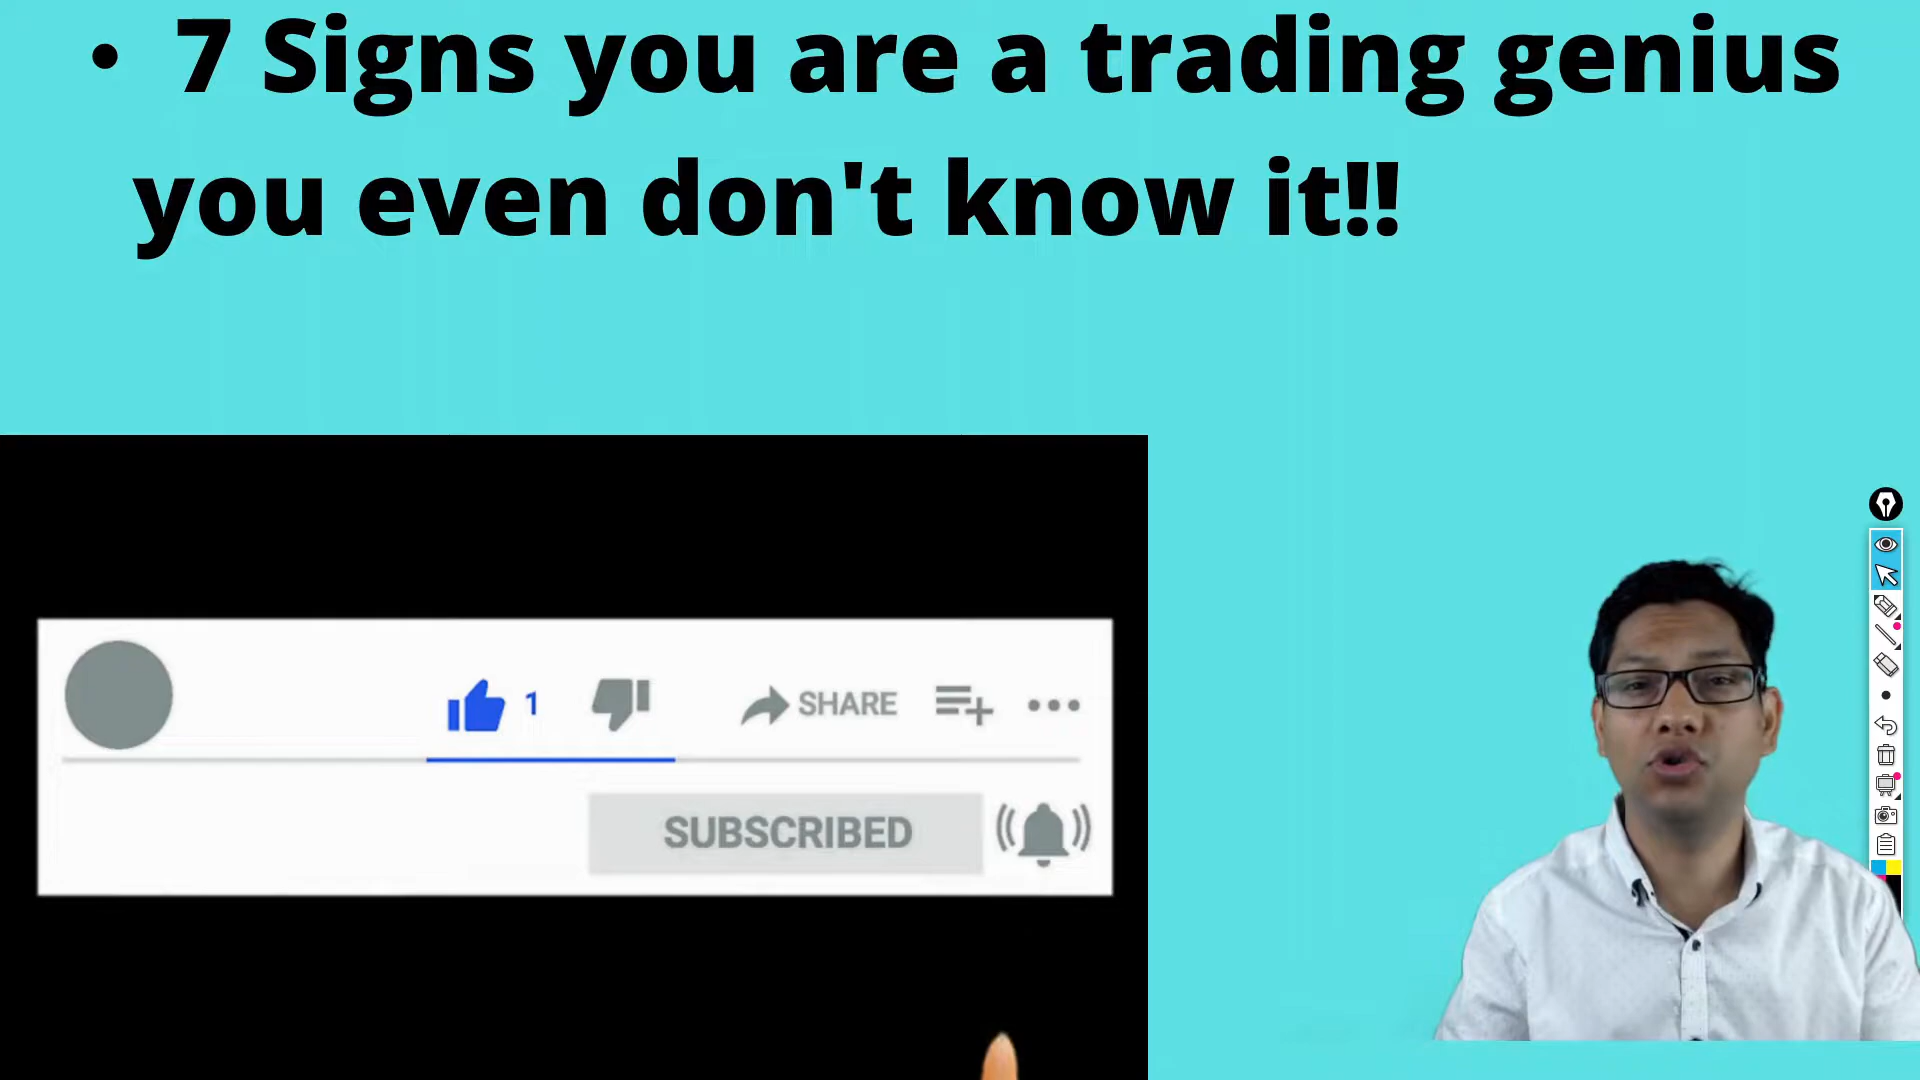 • 7 Signs you are a trading genius
you even don't know it!!
1 SHARE
SUBSCRIBED